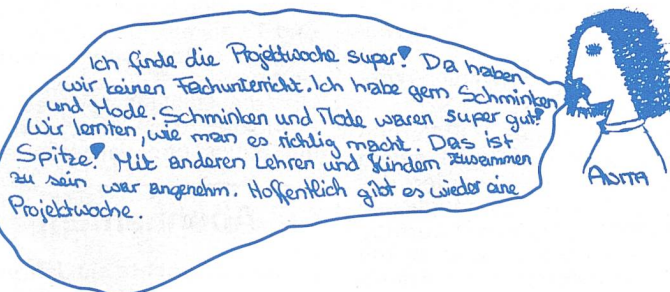 Ich finde die Projektwoche super! Da haben
wir keinen Fachunterricht. Ich habe gern Schminken
und Mode. Schminken und Mode waren super gut!
Wir lernten, wie man es richtig macht. Das ist
Spitze! Mit anderen Lehren und Kindern zusammen
zu sein war angenehm. Hoffentlich gibt es wieder eine
Projektwoche.
ANITA